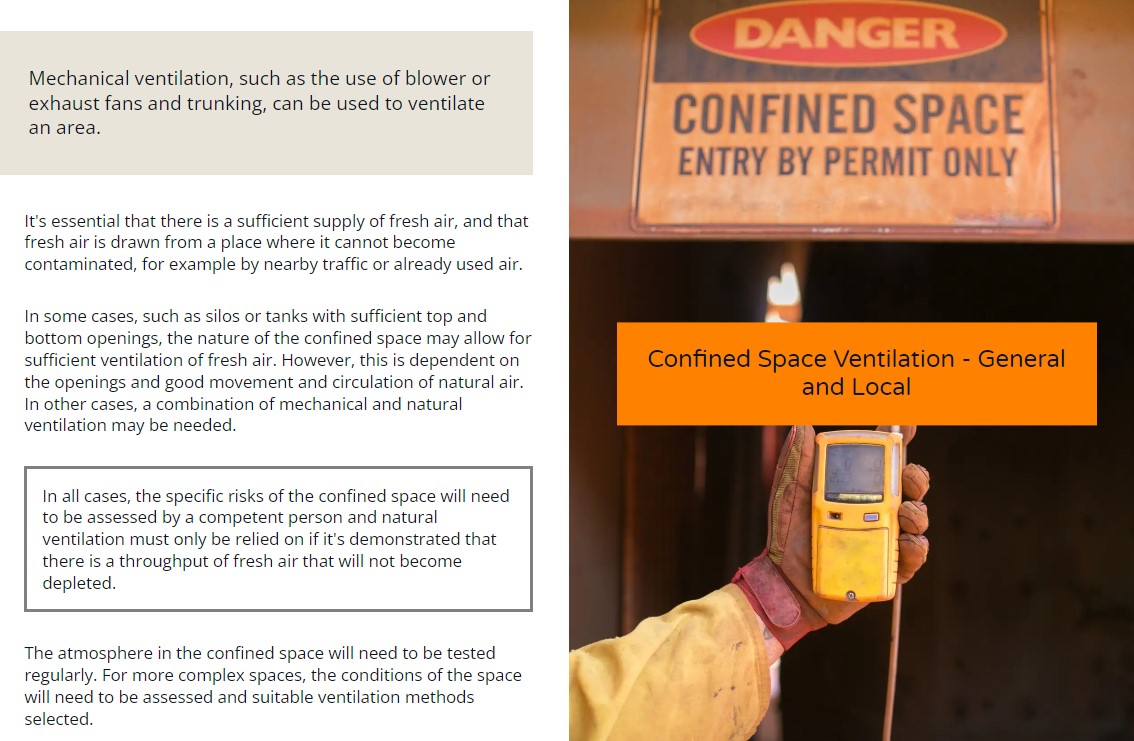 Mechanical ventilation, such as the use of blower or
exhaust fans and trunking, can be used to ventilate
an area.
It's essential that there is a sufficient supply of fresh air, and that
fresh air is drawn from a place where it cannot become
contaminated, for example by nearby traffic or already used air.
In some cases, such as silos or tanks with sufficient top and
bottom openings, the nature of the confined space may allow for
sufficient ventilation of fresh air. However, this is dependent on
the openings and good movement and circulation of natural air.
In other cases, a combination of mechanical and natural
ventilation may be needed.
In all cases, the specific risks of the confined space will need
to be assessed by a competent person and natural
ventilation must only be relied on if it's demonstrated that
there is a throughput of fresh air that will not become
depleted.
The atmosphere in the confined space will need to be tested
regularly. For more complex spaces, the conditions of the space
will need to be assessed and suitable ventilation methods
selected.
DANGER
CONFINED SPACE
ENTRY BY PERMIT ONLY
Confined Space Ventilation - General
and Local